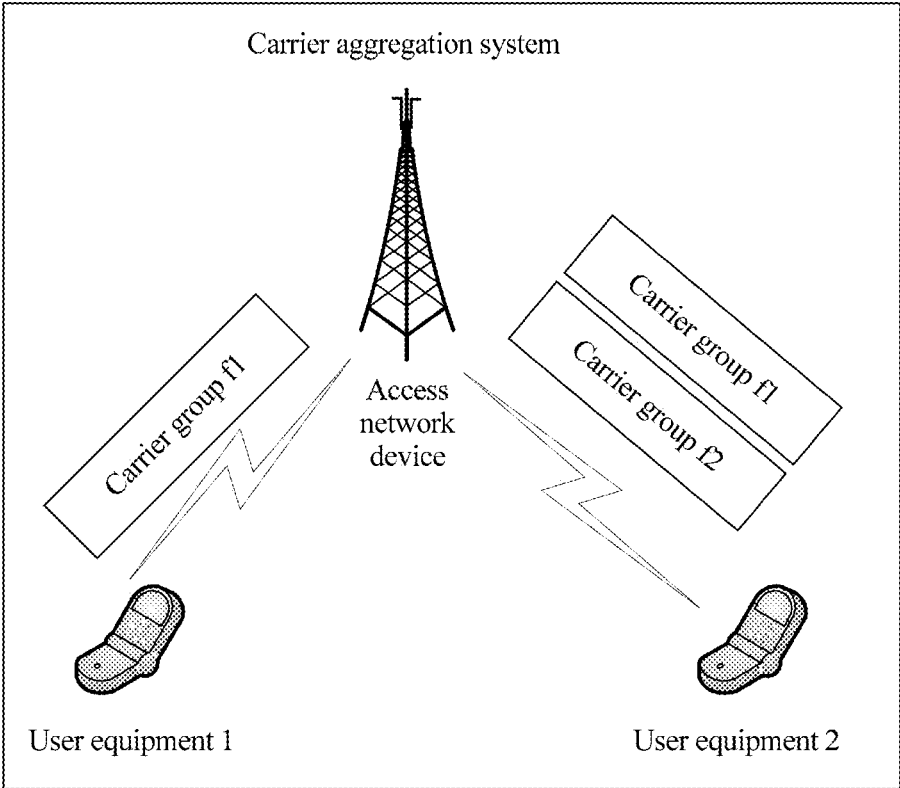 Carrier aggregation system
Carrier group f1
Carrier group f1
Carrier group f2
Access
network
device
User equipment 1
User equipment 2